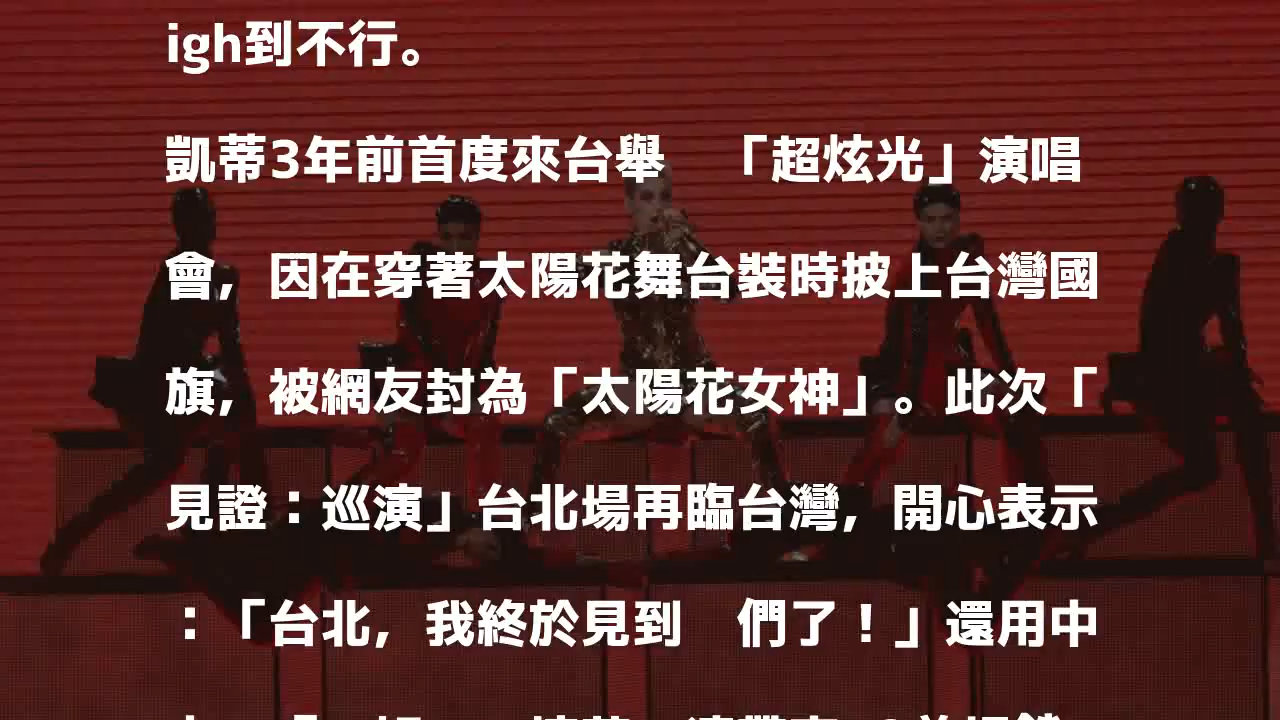 igh到不行。
凱蒂3年前首度來台舉　「超炫光」演唱
會，因在穿著太陽花舞台裝時披上台灣國
旗，被網友封為「太陽花女神」。此次「
見證：巡演」台北場再臨台灣，開心表示
：「台北，我終於見到　們了！」還用中